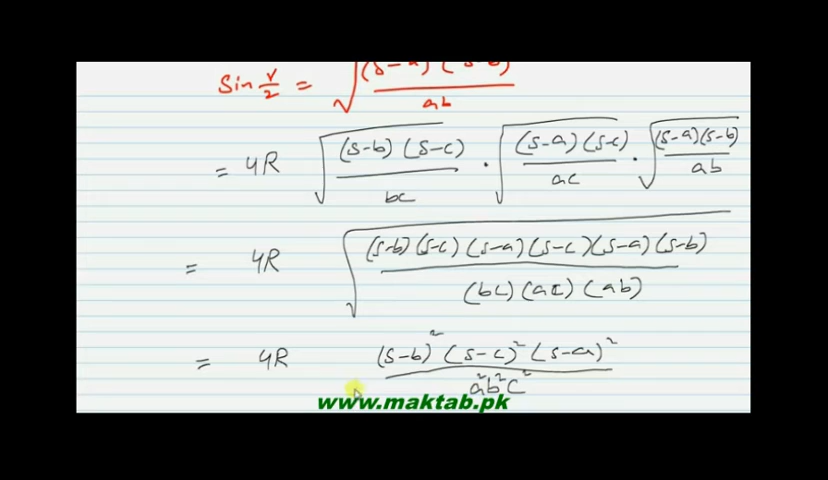 Sin γ/2 = √((s-a)(s-b)/ab)
= 4R √((s-b)(s-c)/bc) · √((s-a)(s-c)/ac) · √((s-a)(s-b)/ab)
= 4R √((s-b)(s-c)(s-a)(s-c)(s-a)(s-b)/(bc)(ac)(ab))
= 4R (s-b)²(s-c)²(s-a)²/a²b²c²
www.maktab.pk